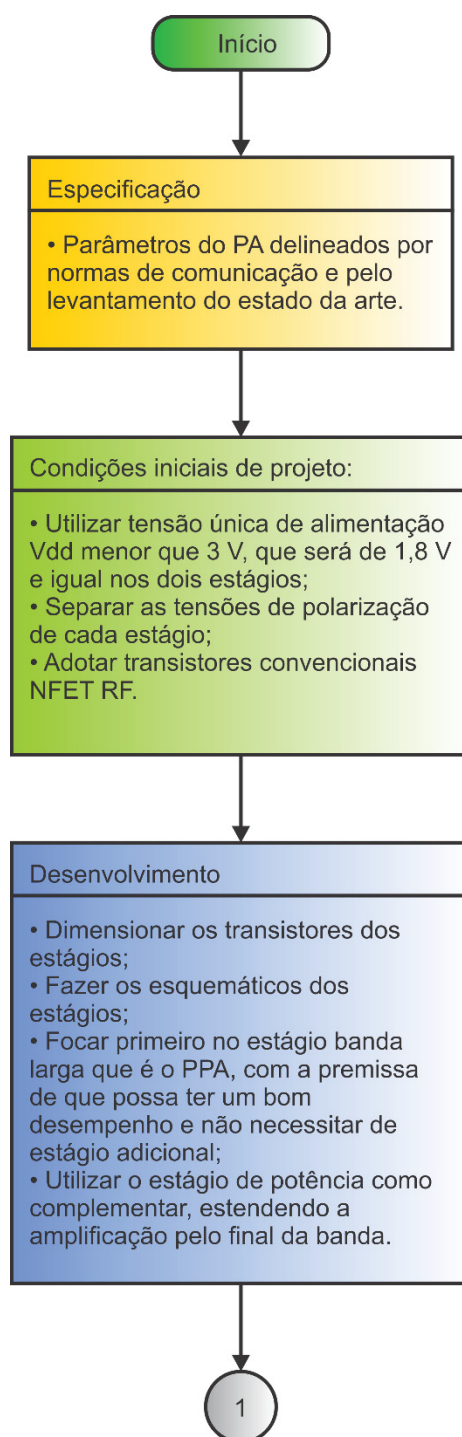 Início
Especificação
• Parâmetros do PA delineados por
normas de comunicação e pelo
levantamento do estado da arte.
Condições iniciais de projeto:
• Utilizar tensão única de alimentação
Vdd menor que 3 V, que será de 1,8 V
e igual nos dois estágios;
• Separar as tensões de polarização
de cada estágio;
• Adotar transistores convencionais
NFET RF.
Desenvolvimento
• Dimensionar os transistores dos
estágios;
• Fazer os esquemáticos dos
estágios;
• Focar primeiro no estágio banda
larga que é o PPA, com a premissa
de que possa ter um bom
desempenho e não necessitar de
estágio adicional;
• Utilizar o estágio de potência como
complementar, estendendo a
amplificação pelo final da banda.
1